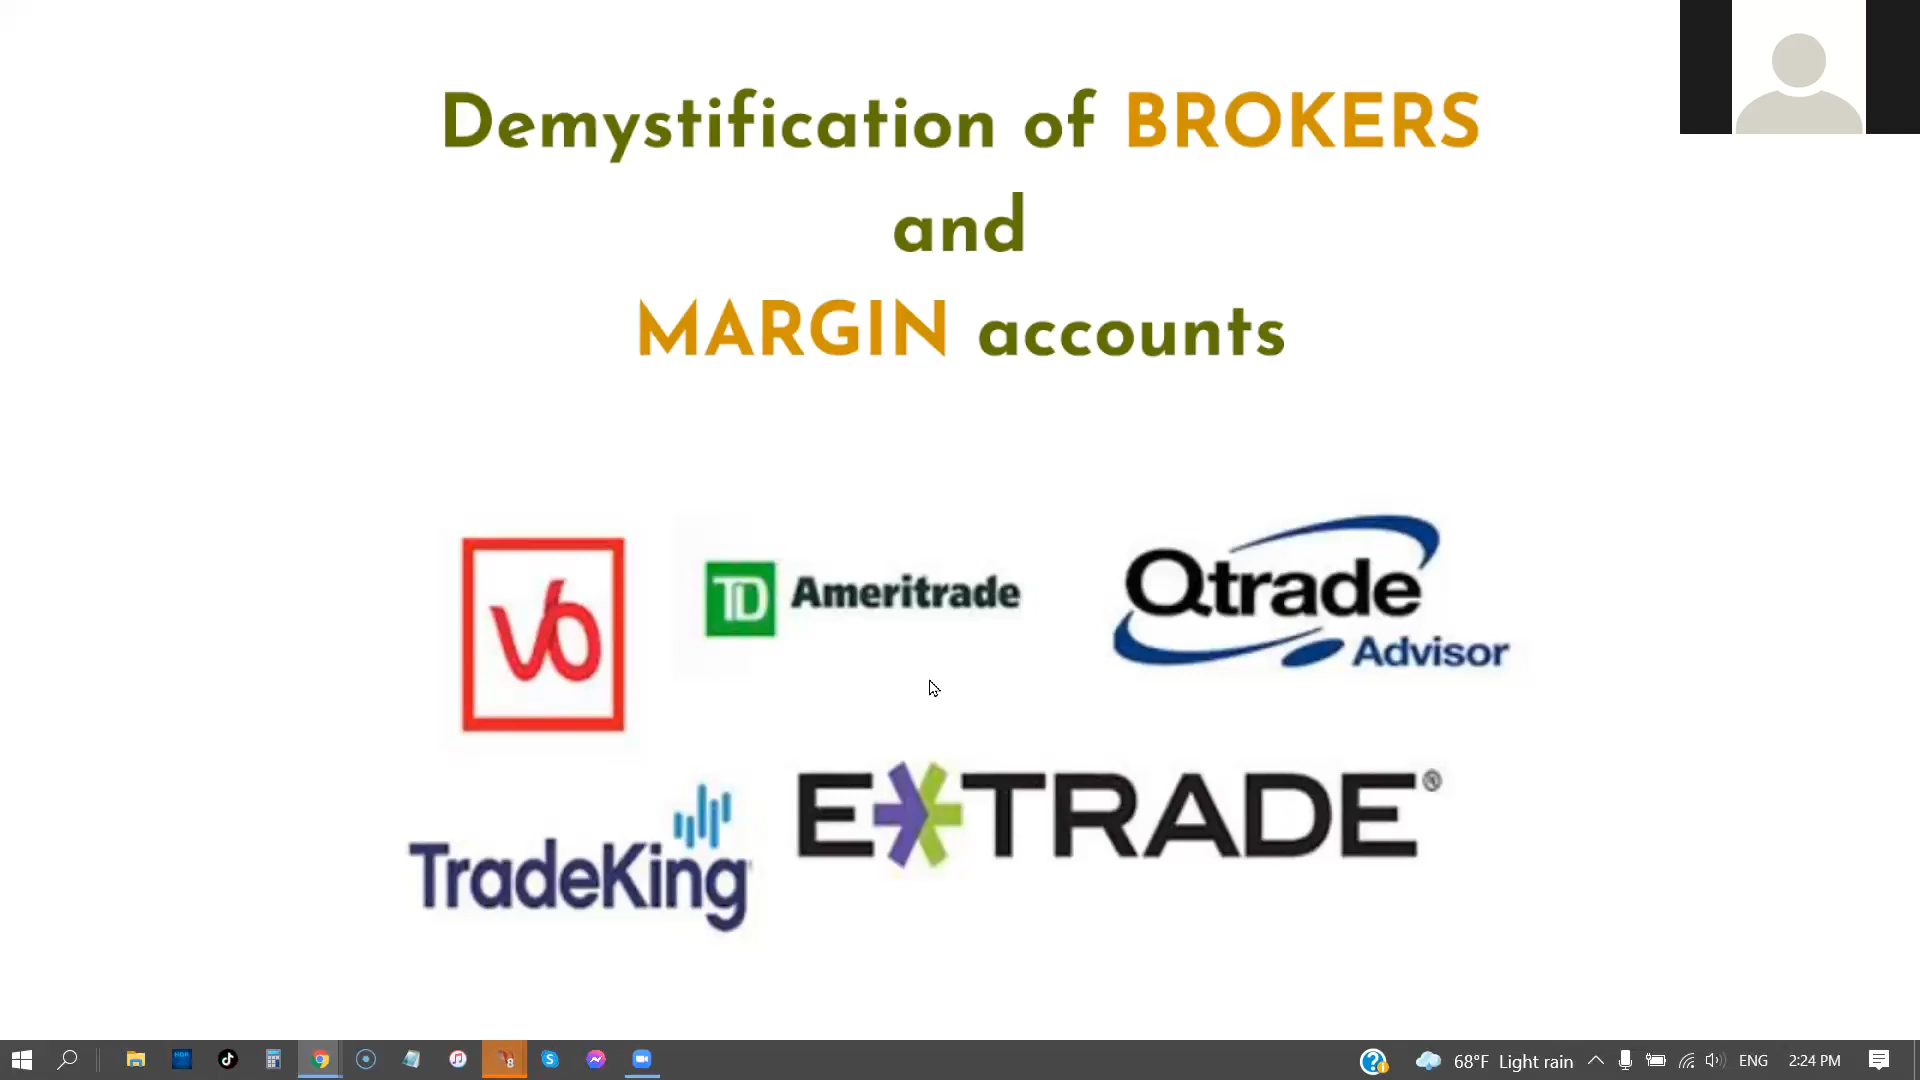 Demystification of BROKERS
and
MARGIN accounts
TD Ameritrade
Qtrade
Advisor
TradeKing
E*TRADE®
68°F Light rain
ENG
2:24 PM